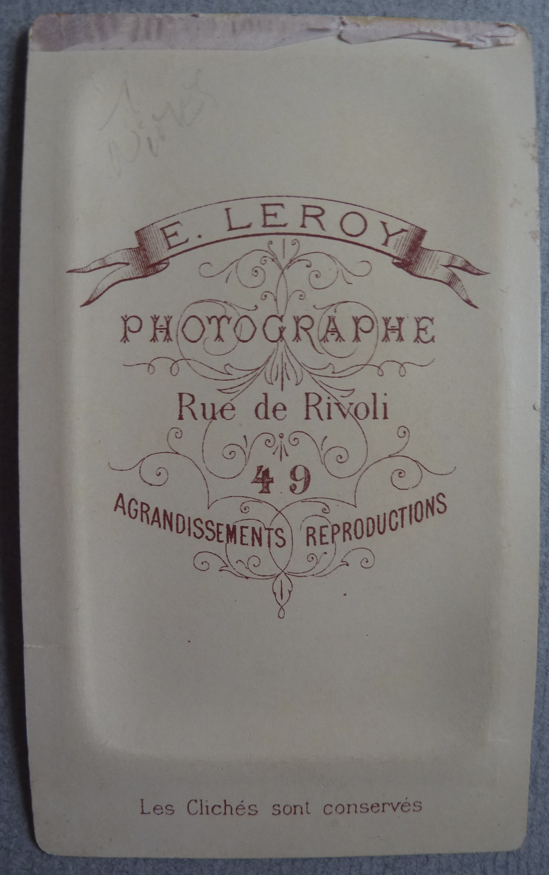 E. LEROY
PHOTOGRAPHE
Rue de Rivoli
49
AGRANDISSEMENTS REPRODUCTIONS
Les Clichés sont conservés